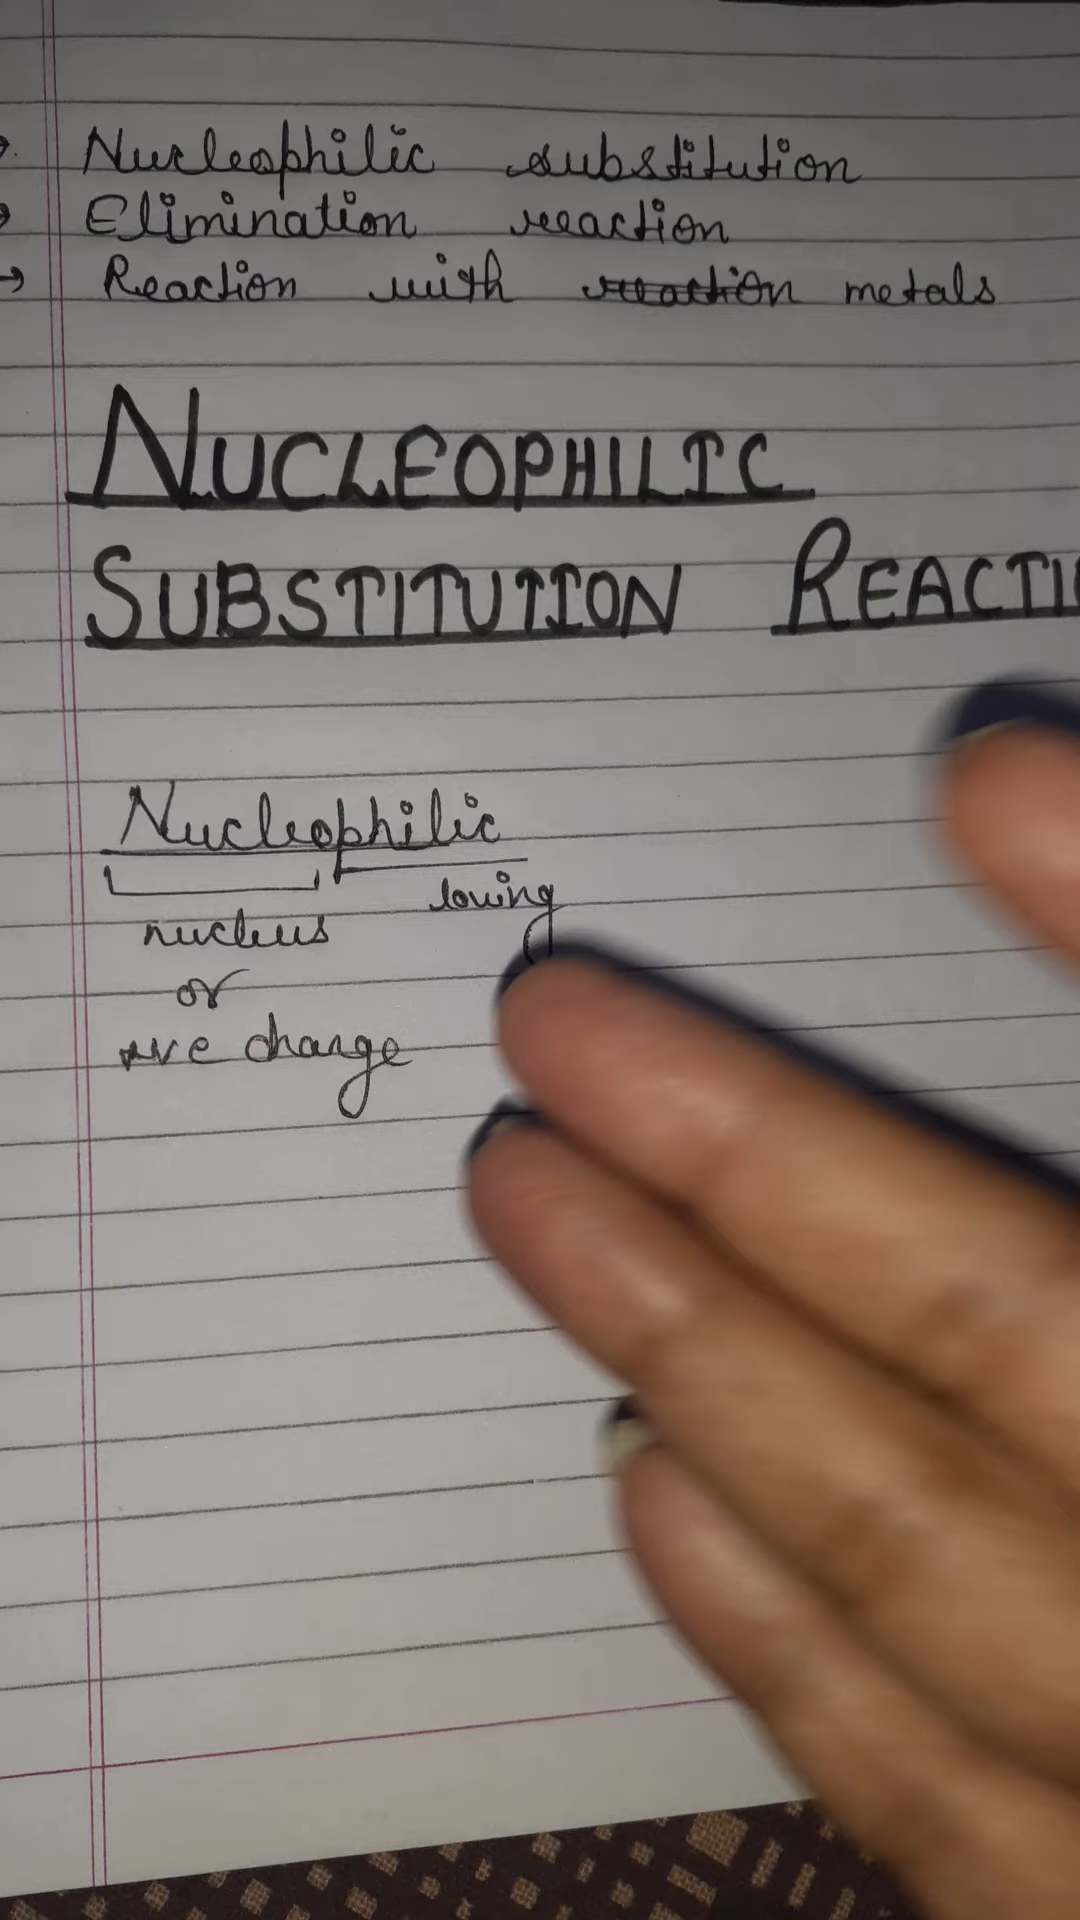 → Nucleophilic substitution
→ Elimination reaction
→ Reaction with reaction metals
NUCLEOPHILIC
SUBSTITUTION REACTI
Nucleophilic
loving
nucleus
or
+ve charge